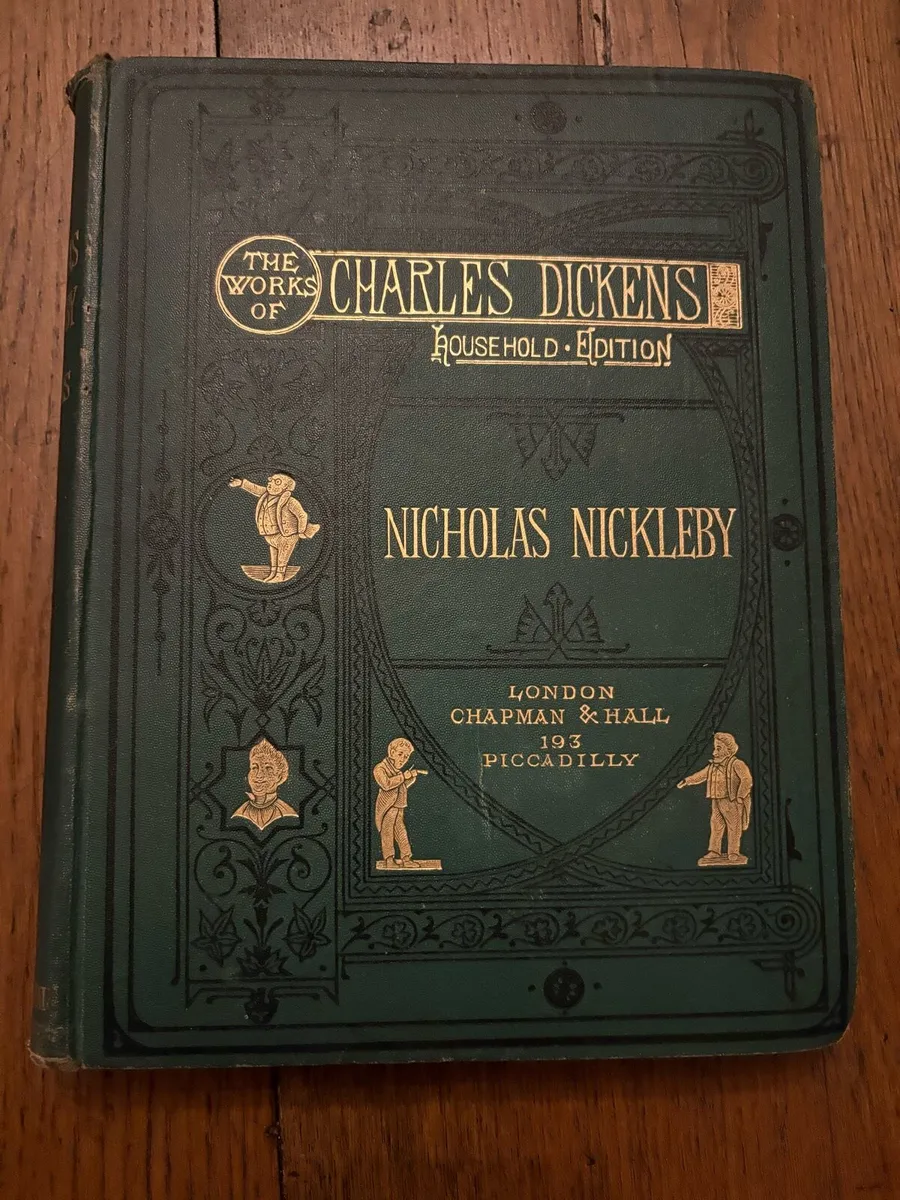 THE
WORKS
OF
CHARLES DICKENS
HOUSEHOLD · EDITION
NICHOLAS NICKLEBY
LONDON
CHAPMAN & HALL
193
PICCADILLY